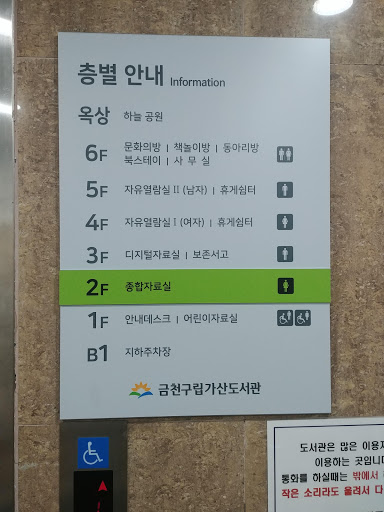 층별 안내 Information
옥상 하늘 공원
6F 문화의방 | 책놀이방 | 동아리방
북스테이 | 사 무 실
5F 자유열람실 II (남자) | 휴게쉼터
4F 자유열람실 I (여자) | 휴게쉼터
3F 디지털자료실 | 보존서고
2F 종합자료실
1F 안내데스크 | 어린이자료실
B1 지하주차장
금천구립가산도서관
도서관은 많은 이용자
이용하는 곳입니다
통화를 하실때는 밖에서
작은 소리라도 울려서 다